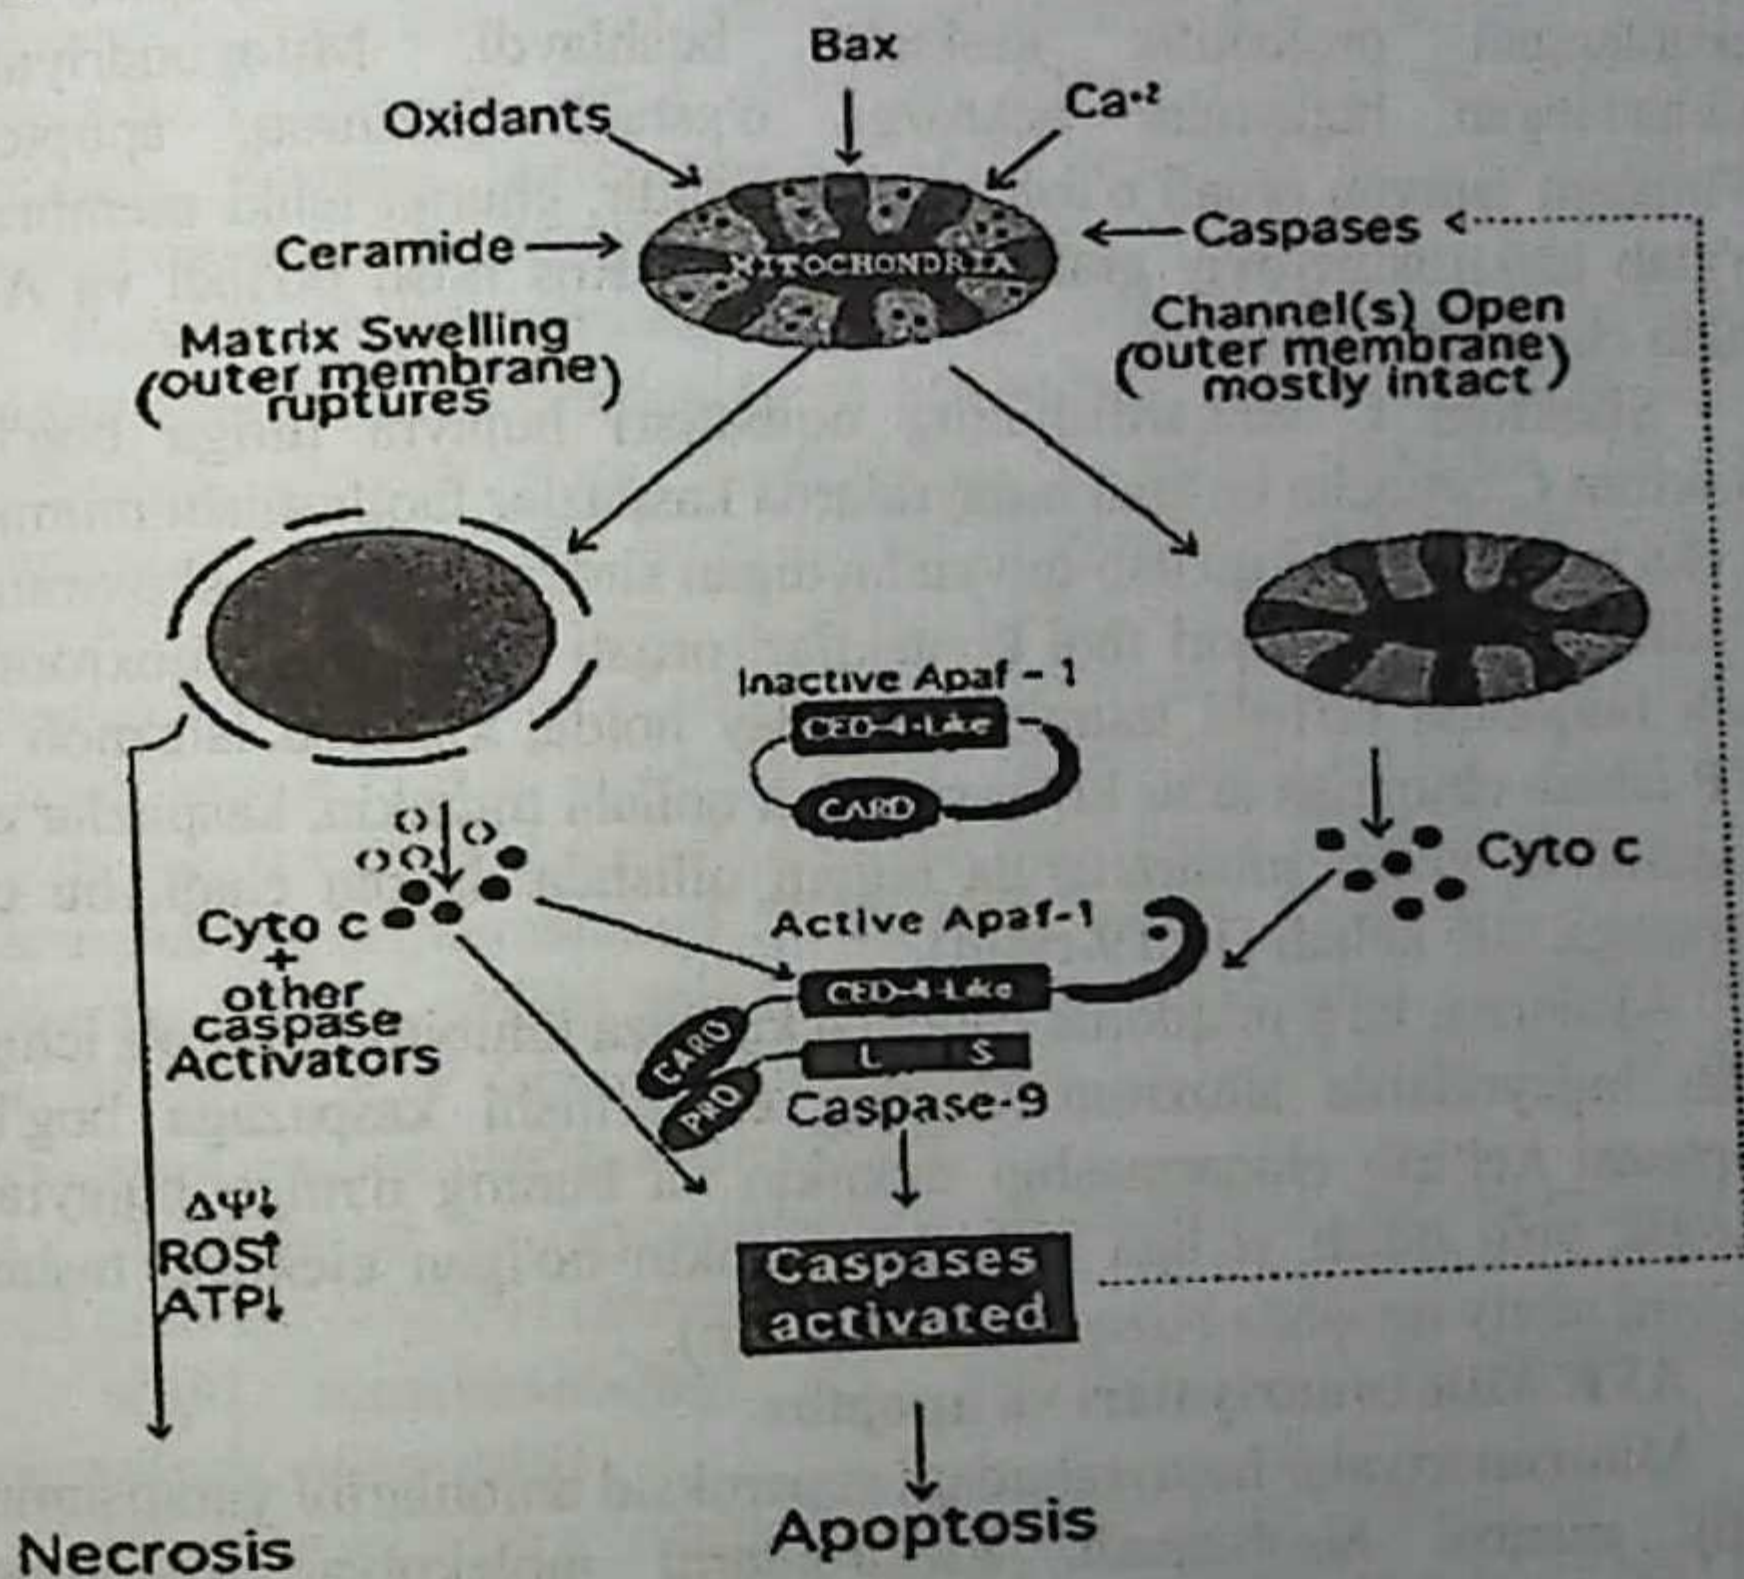 Bax
Oxidants
Ca+2
Ceramide
MITOCHONDRIA
Caspases
Matrix Swelling
(outer membrane
ruptures)
Channel(s) Open
(outer membrane
mostly intact)
Inactive Apaf - 1
CED-4-Like
CARD
Cyto c
Cyto c
+
other
caspase
Activators
Active Apaf-1
CED-4-Like
CARD
PRO
L S
Caspase-9
ΔΨ↓
ROS↑
ATP↓
Caspases
activated
Necrosis
Apoptosis